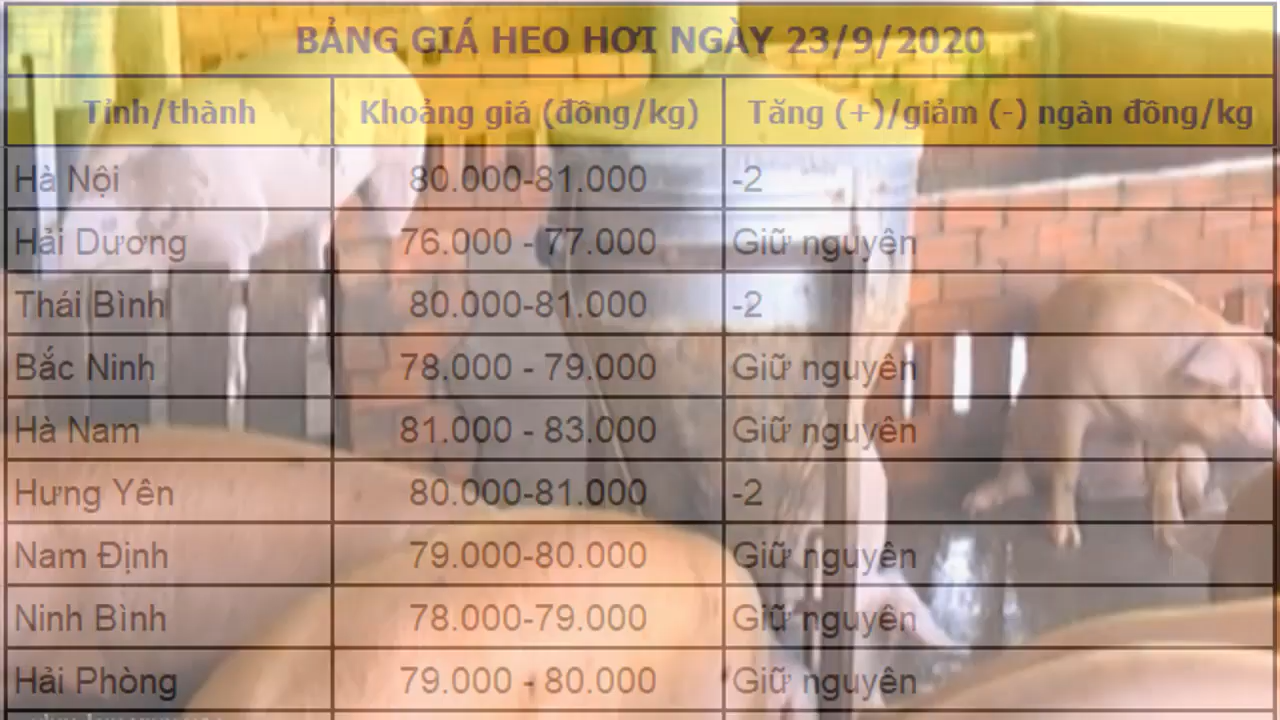 BẢNG GIÁ HEO HƠI NGÀY 23/9/2020
Tỉnh/thành Khoảng giá (đồng/kg) Tăng (+)/giảm (-) ngàn đồng/kg
Hà Nội 80.000-81.000 -2
Hải Dương 76.000 - 77.000 Giữ nguyên
Thái Bình 80.000-81.000 -2
Bắc Ninh 78.000 - 79.000 Giữ nguyên
Hà Nam 81.000 - 83.000 Giữ nguyên
Hưng Yên 80.000-81.000 -2
Nam Định 79.000-80.000 Giữ nguyên
Ninh Bình 78.000-79.000 Giữ nguyên
Hải Phòng 79.000 - 80.000 Giữ nguyên